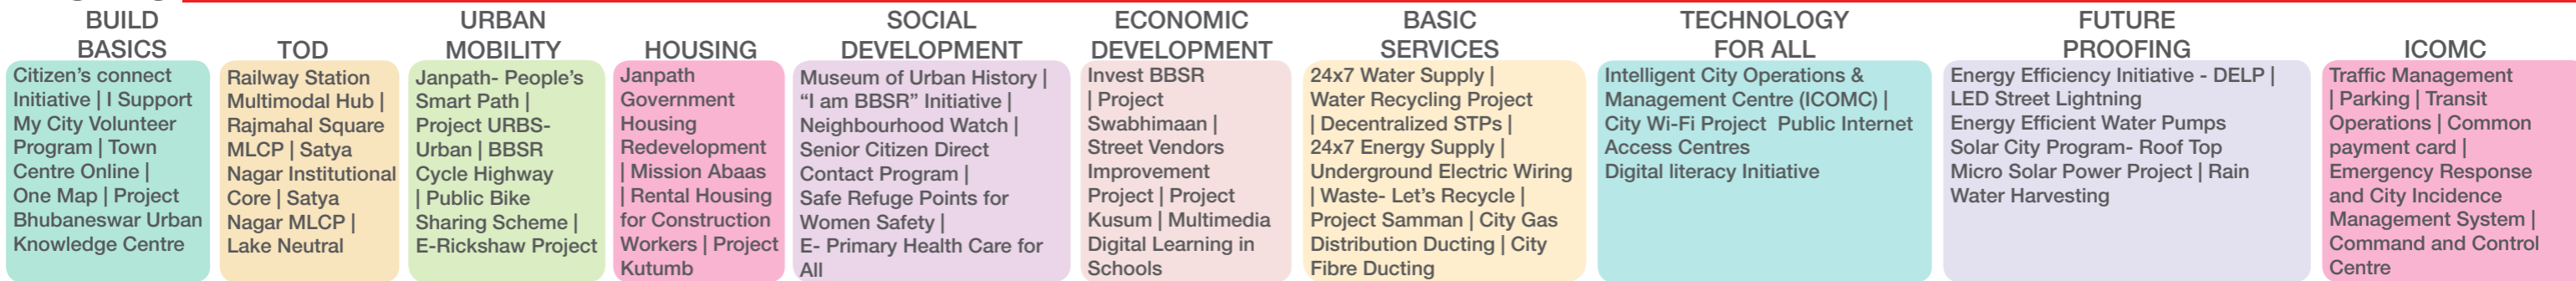 BUILD
BASICS
Citizen's connect
Initiative | I Support
My City Volunteer
Program | Town
Centre Online |
One Map | Project
Bhubaneswar Urban
Knowledge Centre
TOD
Railway Station
Multimodal Hub |
Rajmahal Square
MLCP | Satya
Nagar Institutional
Core | Satya
Nagar MLCP |
Lake Neutral
URBAN
MOBILITY
Janpath- People's
Smart Path |
Project URBS-
Urban | BBSR
Cycle Highway
| Public Bike
Sharing Scheme |
E-Rickshaw Project
HOUSING
Janpath
Government
Housing
Redevelopment
| Mission Abaas
| Rental Housing
for Construction
Workers | Project
Kutumb
SOCIAL
DEVELOPMENT
Museum of Urban History |
“I am BBSR” Initiative |
Neighbourhood Watch |
Senior Citizen Direct
Contact Program |
Safe Refuge Points for
Women Safety |
E- Primary Health Care for
All
ECONOMIC
DEVELOPMENT
Invest BBSR
| Project
Swabhimaan |
Street Vendors
Improvement
Project | Project
Kusum | Multimedia
Digital Learning in
Schools
BASIC
SERVICES
24x7 Water Supply |
Water Recycling Project
| Decentralized STPs |
24x7 Energy Supply |
Underground Electric Wiring
| Waste- Let's Recycle |
Project Samman | City Gas
Distribution Ducting | City
Fibre Ducting
TECHNOLOGY
FOR ALL
Intelligent City Operations &
Management Centre (ICOMC) |
City Wi-Fi Project Public Internet
Access Centres
Digital literacy Initiative
FUTURE
PROOFING
Energy Efficiency Initiative - DELP |
LED Street Lightning
Energy Efficient Water Pumps
Solar City Program- Roof Top
Micro Solar Power Project | Rain
Water Harvesting
ICOMC
Traffic Management
| Parking | Transit
Operations | Common
payment card |
Emergency Response
and City Incidence
Management System |
Command and Control
Centre